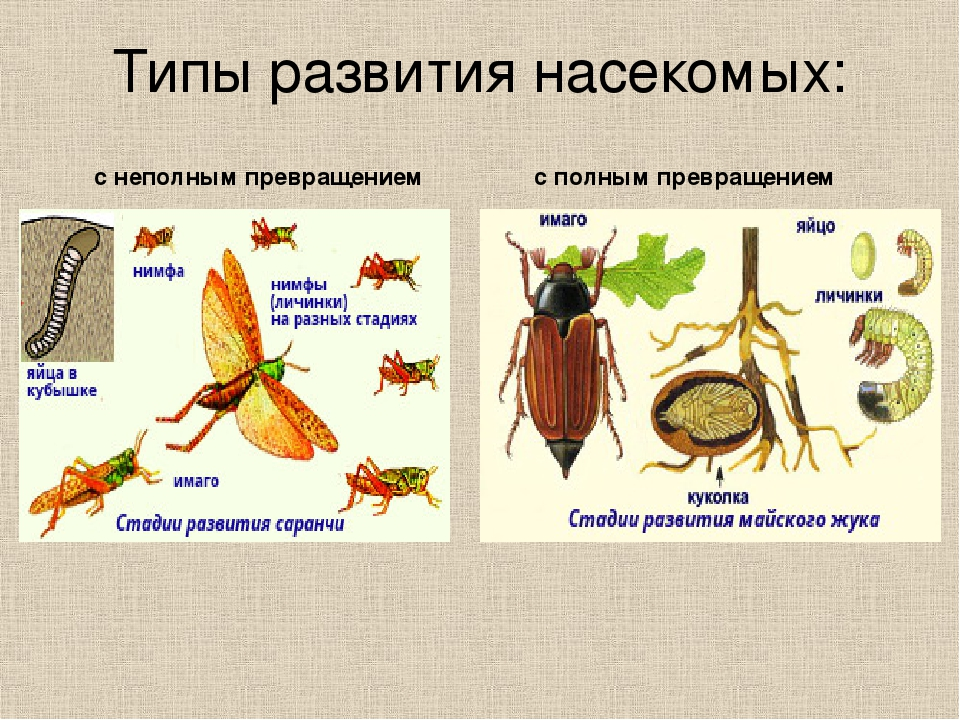 Типы развития насекомых:
с неполным превращением
с полным превращением
нимфа
нимфы
(личинки)
на разных стадиях
яйца в
кубышке
имаго
Стадии развития саранчи
имаго
яйцо
личинки
куколка
Стадии развития майского жука